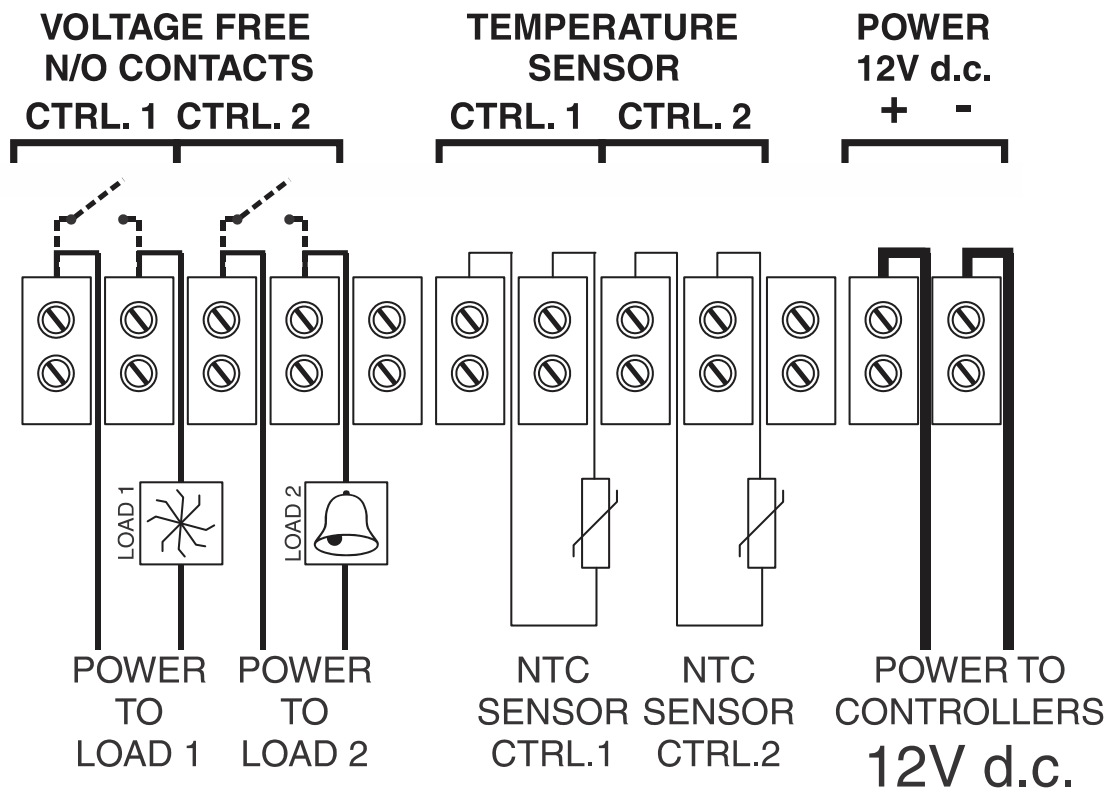 VOLTAGE FREE
N/O CONTACTS
CTRL. 1 CTRL. 2
TEMPERATURE
SENSOR
CTRL. 1 CTRL. 2
POWER
12V d.c.
+ -
LOAD 1
LOAD 2
POWER
TO
LOAD 1
POWER
TO
LOAD 2
NTC
SENSOR
CTRL.1
NTC
SENSOR
CTRL.2
POWER TO
CONTROLLERS
12V d.c.